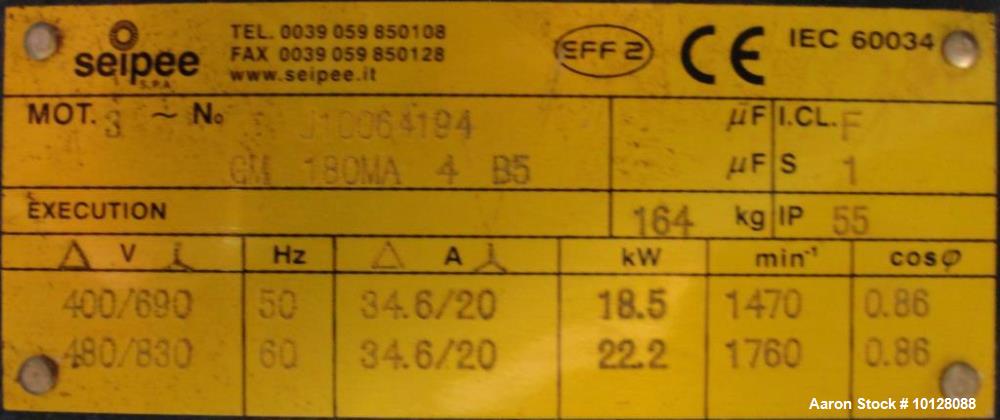 seipee
S.P.A.
TEL. 0039 059 850108
FAX 0039 059 850128
www.seipee.it
EFF 2
CE
IEC 60034
MOT. 3 ~ No J10064194 µF I.CL. F
GM 180MA 4 B5 µF S 1
EXECUTION 164 kg IP 55
△ V Hz △ A kW min⁻¹ cosφ
400/690 50 34.6/20 18.5 1470 0.86
480/830 60 34.6/20 22.2 1760 0.86
Aaron Stock # 10128088